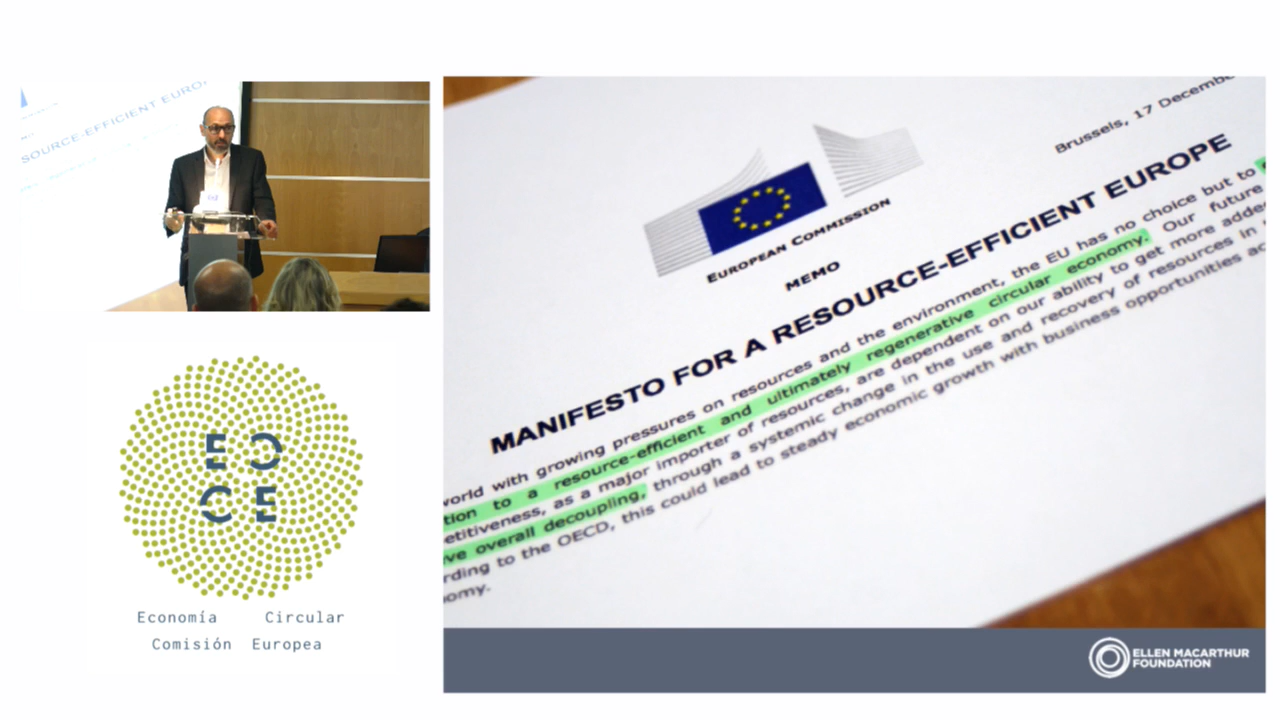 SOURCE-EFFICIENT EURO
EC
CE
Economía Circular
Comisión Europea
Brussels, 17 Decembe
EUROPEAN COMMISSION
MEMO
MANIFESTO FOR A RESOURCE-EFFICIENT EUROPE
world with growing pressures on resources and the environment, the EU has no choice but to
tion to a resource-efficient and ultimately regenerative circular economy. Our future
etitiveness, as a major importer of resources, are dependent on our ability to get more adde
ve overall decoupling, through a systemic change in the use and recovery of resources in
rding to the OECD, this could lead to steady economic growth with business opportunities ac
omy.
ELLEN MACARTHUR
FOUNDATION